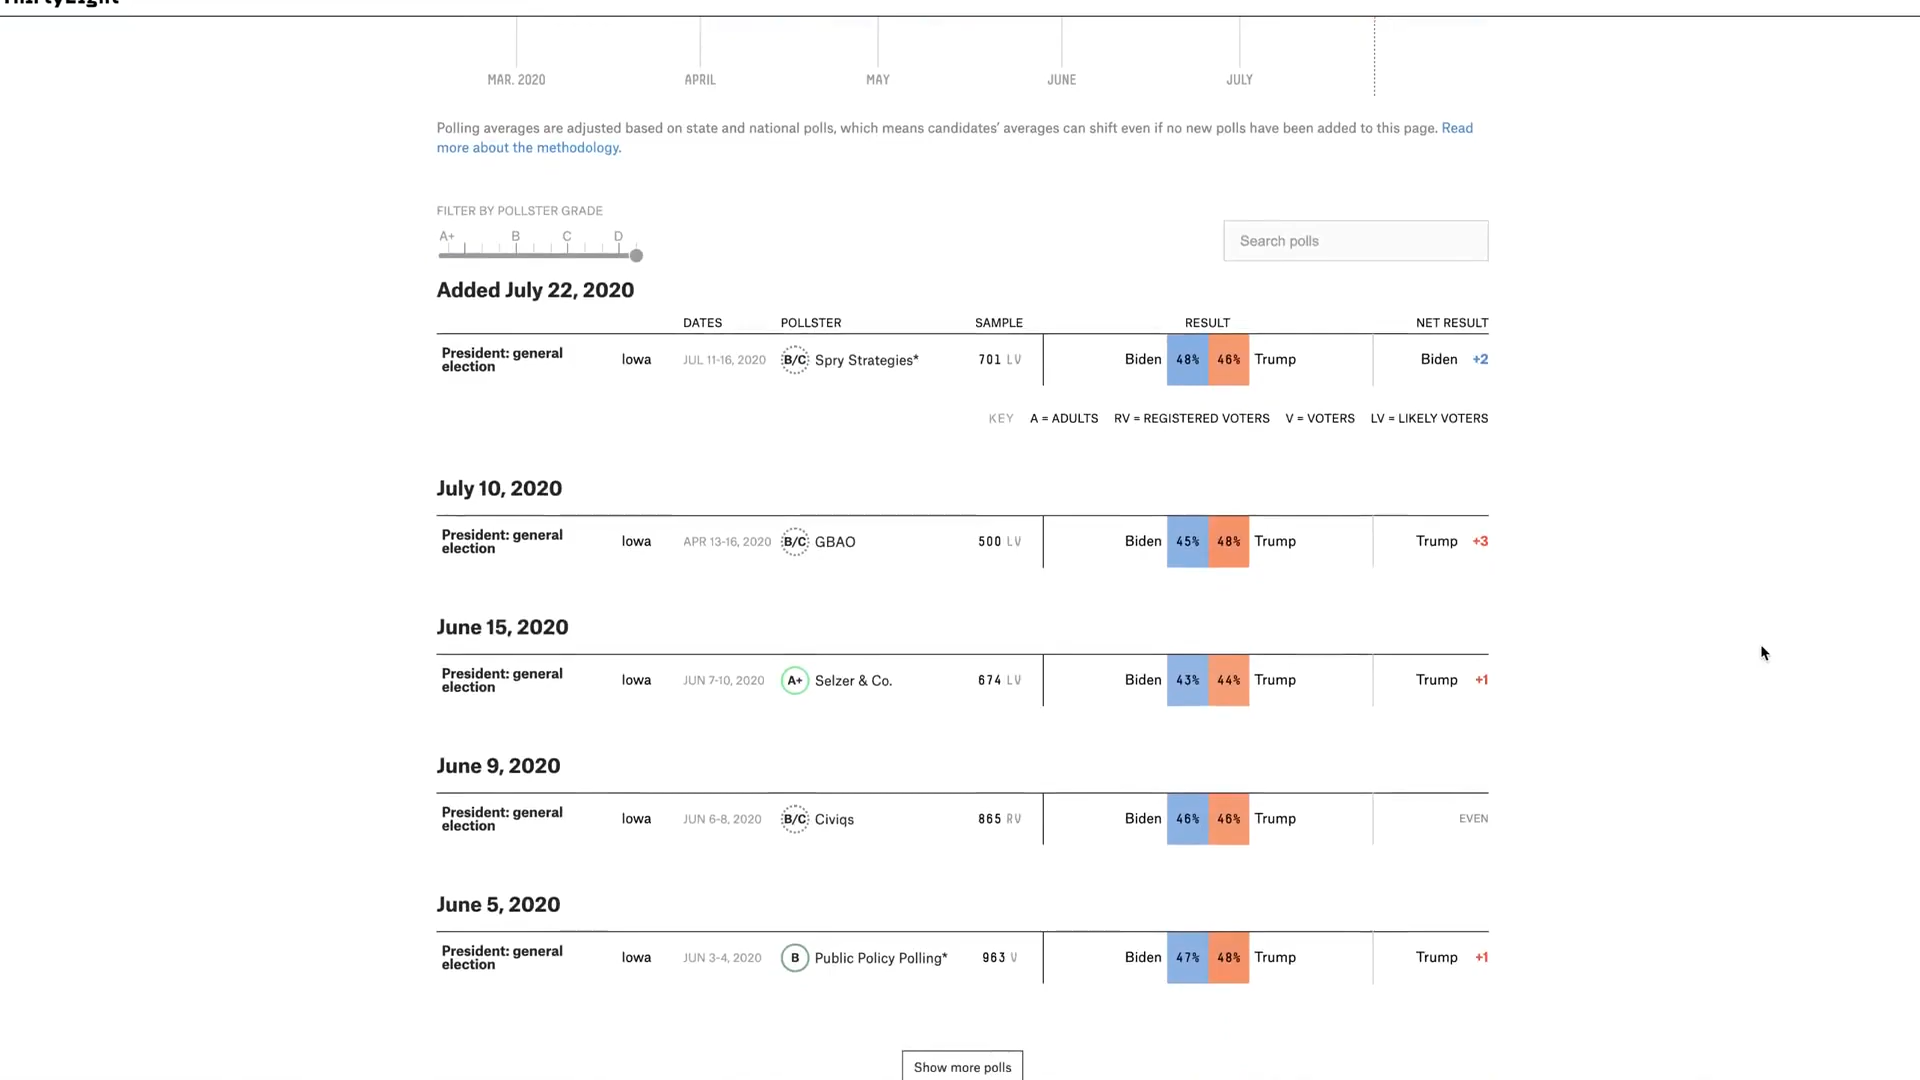 ThirtyEight
MAR. 2020 APRIL MAY JUNE JULY
Polling averages are adjusted based on state and national polls, which means candidates' averages can shift even if no new polls have been added to this page. Read
more about the methodology.
FILTER BY POLLSTER GRADE
A+ B C D
Search polls
Added July 22, 2020
DATES POLLSTER SAMPLE RESULT NET RESULT
President: general
election
Iowa JUL 11-16, 2020 B/C Spry Strategies* 701 LV Biden 48% 46% Trump Biden +2
KEY A = ADULTS RV = REGISTERED VOTERS V = VOTERS LV = LIKELY VOTERS
July 10, 2020
President: general
election
Iowa APR 13-16, 2020 B/C GBAO 500 LV Biden 45% 48% Trump Trump +3
June 15, 2020
President: general
election
Iowa JUN 7-10, 2020 A+ Selzer & Co. 674 LV Biden 43% 44% Trump Trump +1
June 9, 2020
President: general
election
Iowa JUN 6-8, 2020 B/C Civiqs 865 RV Biden 46% 46% Trump EVEN
June 5, 2020
President: general
election
Iowa JUN 3-4, 2020 B Public Policy Polling* 963 V Biden 47% 48% Trump Trump +1
Show more polls